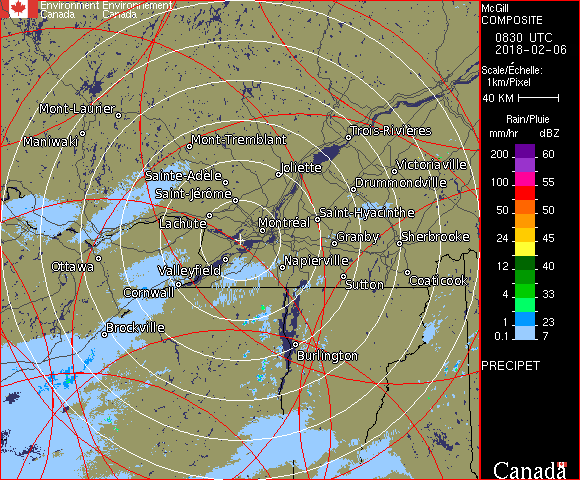 Environment Environnement
Canada Canada
Mont-Laurier
Maniwaki
Mont-Tremblant
Trois-Rivières
Sainte-Adèle
Joliette
Victoriaville
Saint-Jérôme
Drummondville
Lachute
Montréal
Saint-Hyacinthe
Granby
Sherbrooke
Ottawa
Valleyfield
Napierville
Cornwall
Sutton
Coaticook
Brockville
Burlington
McGill
COMPOSITE
0830 UTC
2018-02-06
Scale/Échelle:
1km/Pixel
40 KM
Rain/Pluie
mm/hr dBZ
200 60
100 55
50 50
24 45
12 40
4 33
1 23
0.1 7
PRECIPET
Canada